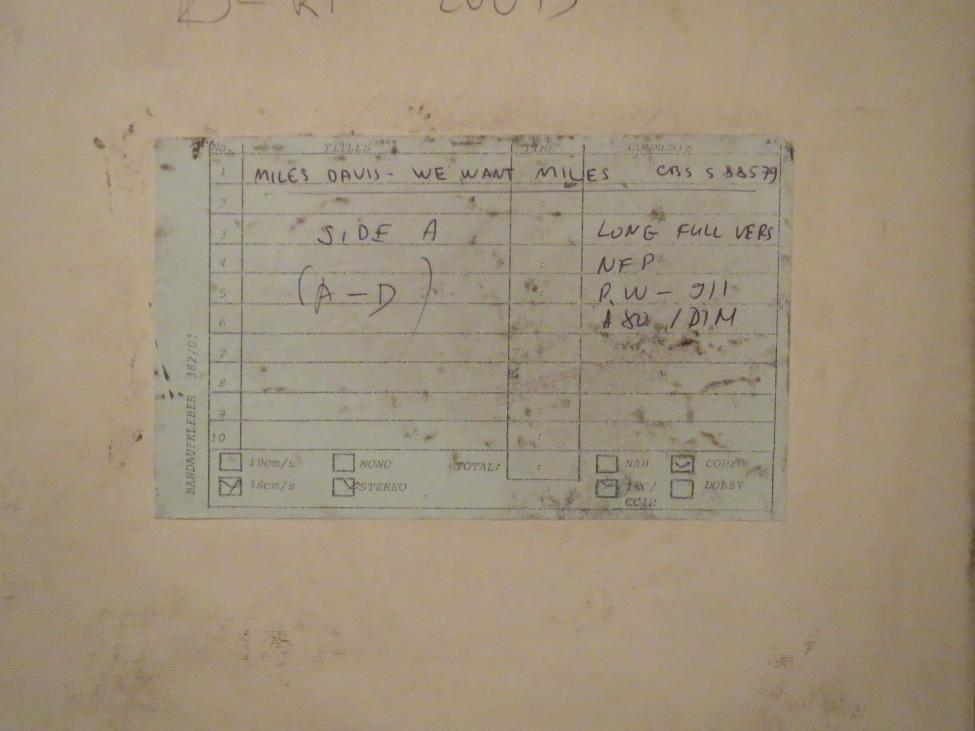 No. TITLES TIME COMMENTS
1 MILES DAVIS - WE WANT MILES CBS S 88579
2 :
3 SIDE A : LONG FULL VERS
4 : NFP
5 (A - D) : P.W - 911
6 / DIM
7
8
9
10 :
19cm/s MONO TOTAL: : NAB COPY
38cm/s STEREO IEC/ DOLBY
CCIR
BANDAUFKLEBER 382/01